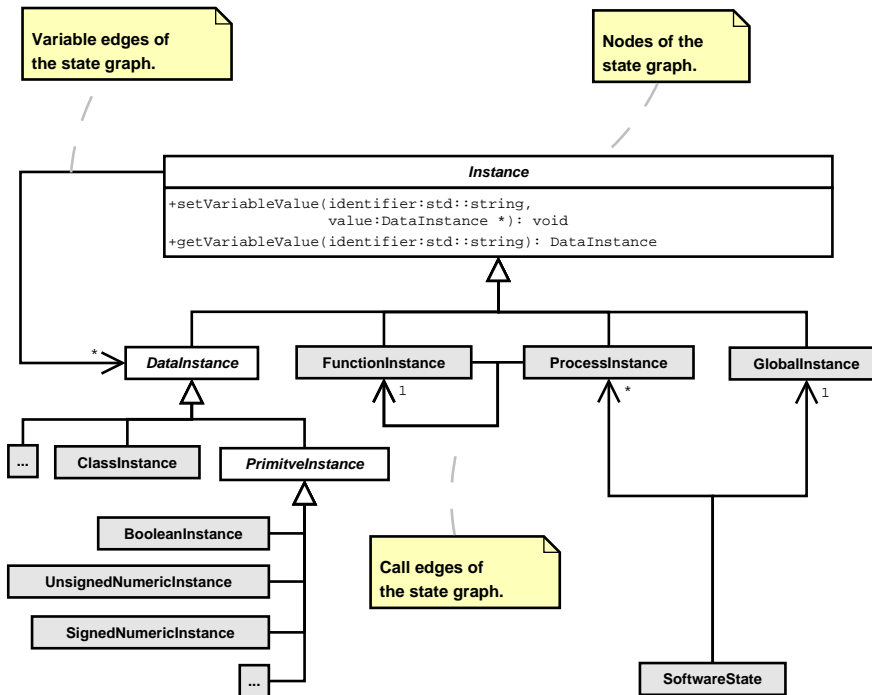 Variable edges of
the state graph.
Nodes of the
state graph.
Instance
+setVariableValue(identifier:std::string,
value:DataInstance *): void
+getVariableValue(identifier:std::string): DataInstance
*
DataInstance
FunctionInstance
ProcessInstance
GlobalInstance
1
*
1
...
ClassInstance
PrimitveInstance
BooleanInstance
UnsignedNumericInstance
SignedNumericInstance
...
Call edges of
the state graph.
SoftwareState